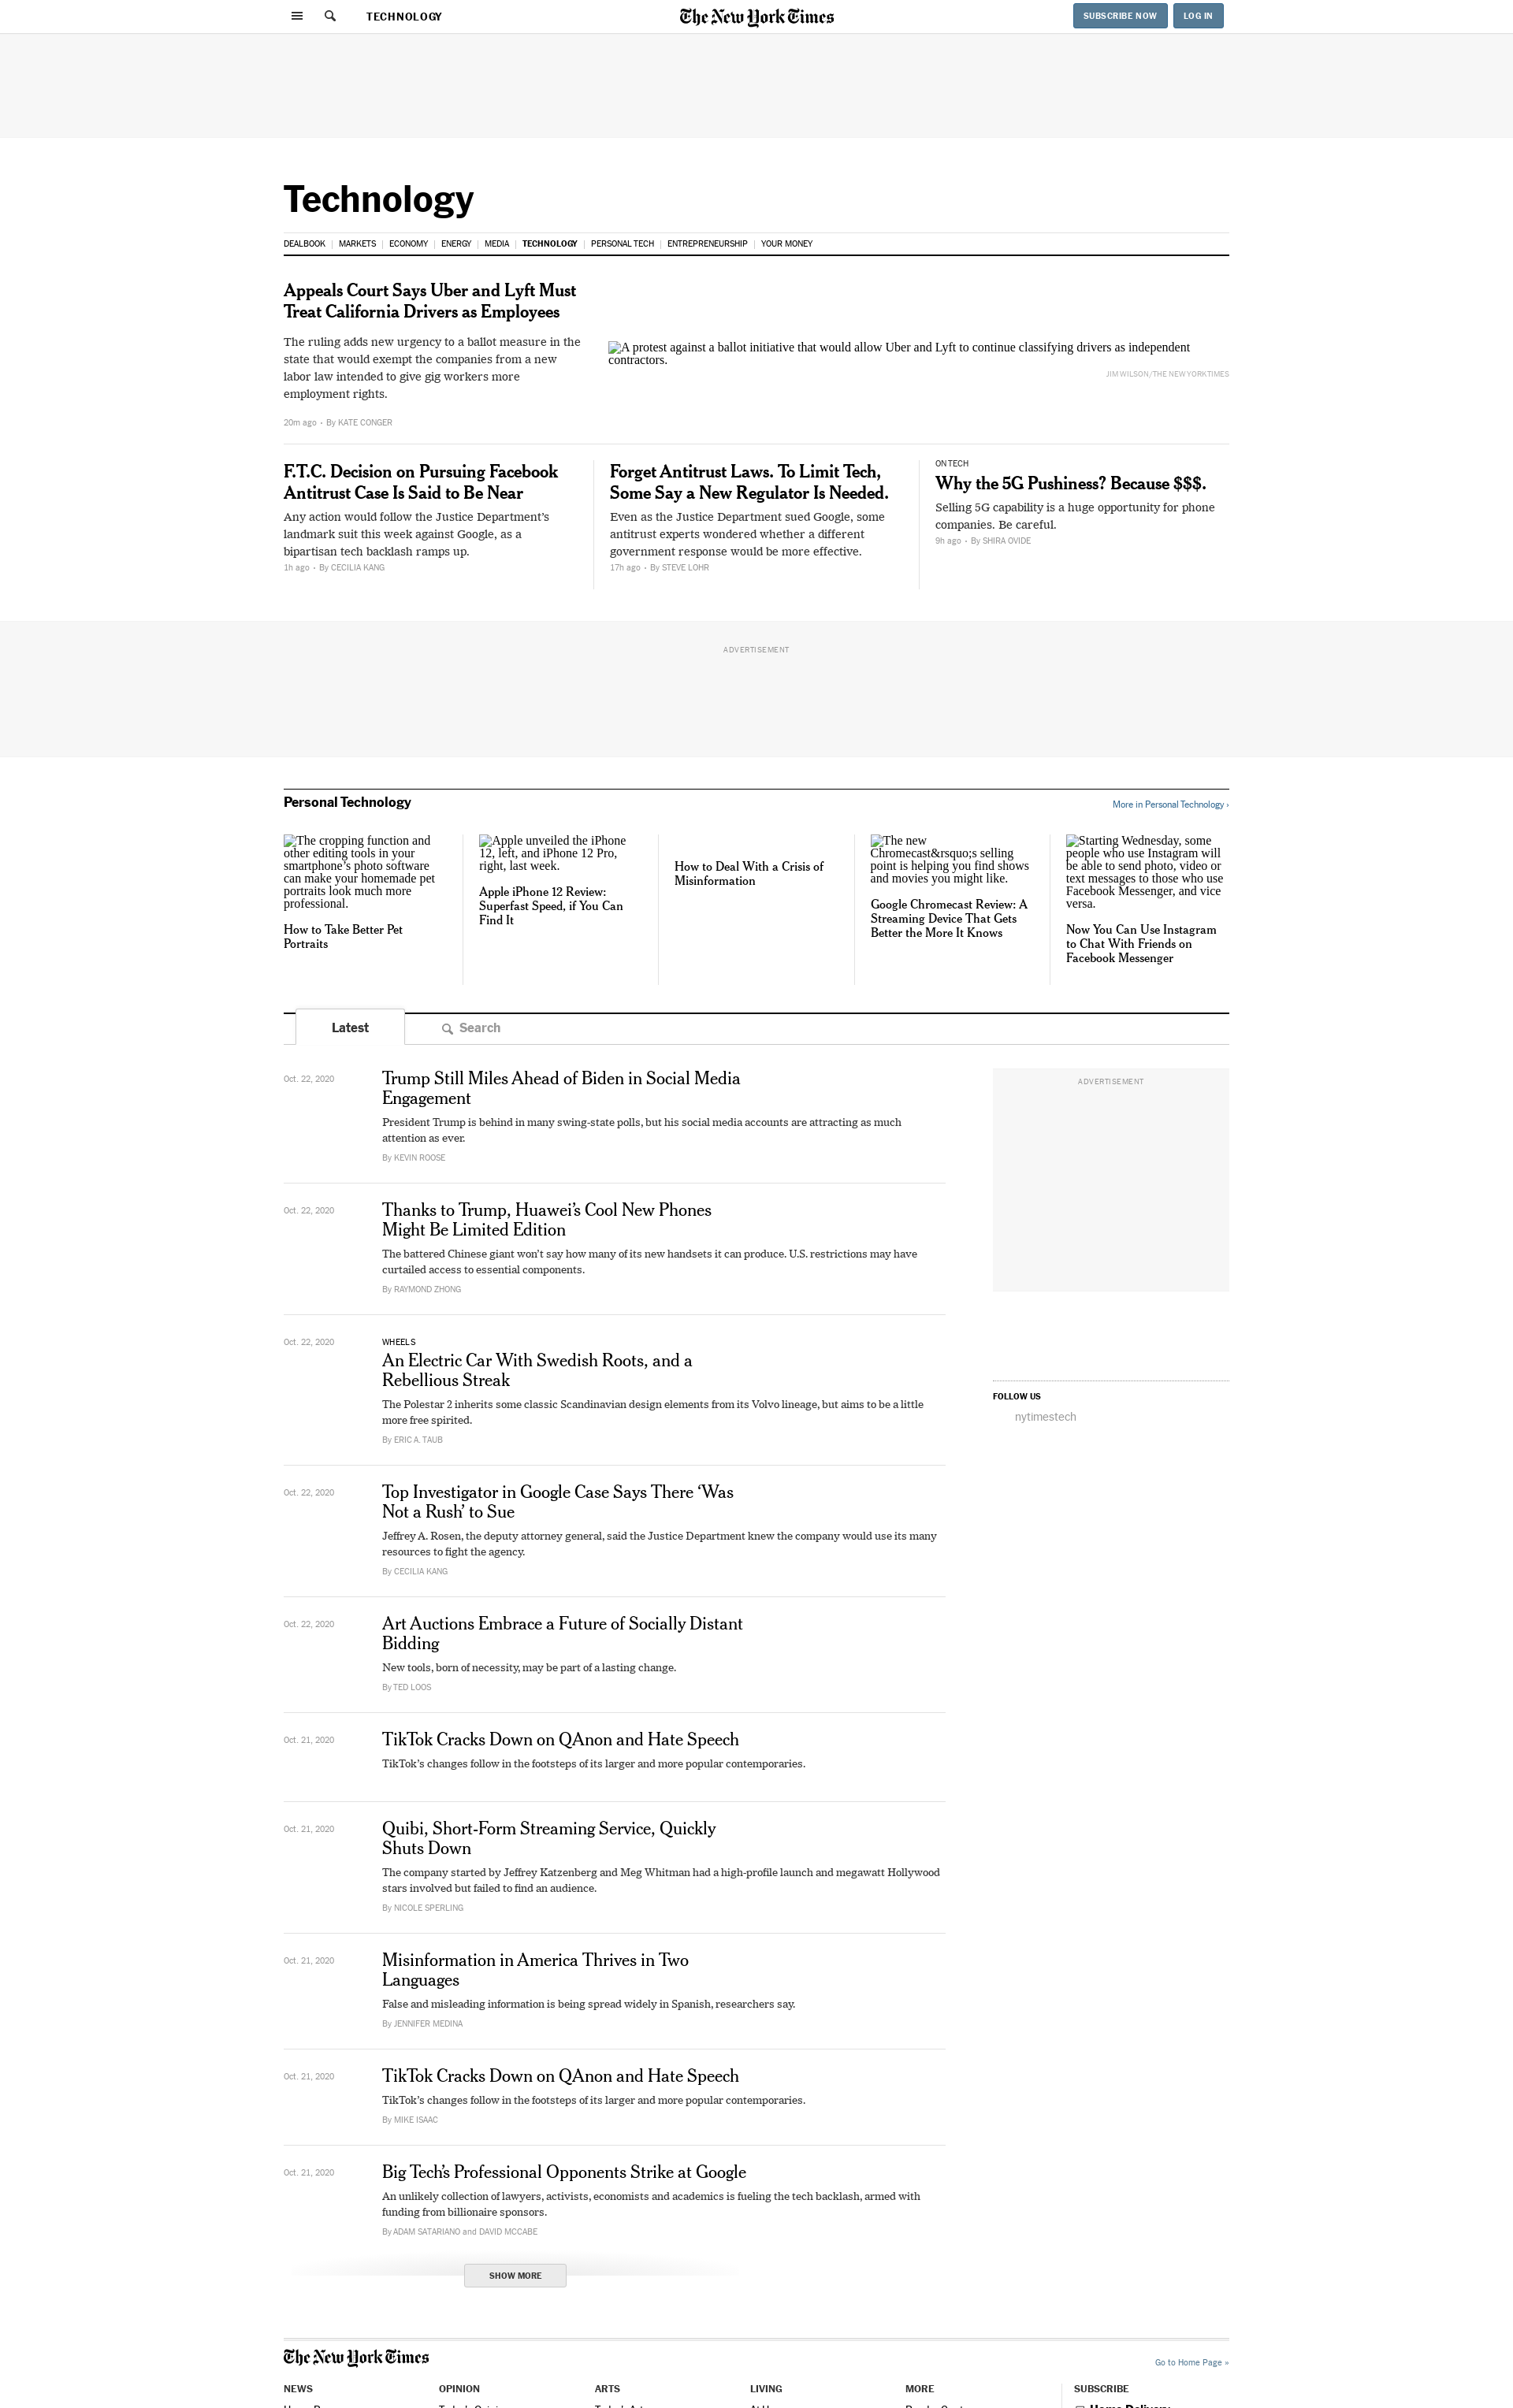 TECHNOLOGY
The New York Times
SUBSCRIBE NOW
LOG IN
Technology
DEALBOOK
MARKETS
ECONOMY
ENERGY
MEDIA
TECHNOLOGY
PERSONAL TECH
ENTREPRENEURSHIP
YOUR MONEY
Appeals Court Says Uber and Lyft Must
Treat California Drivers as Employees
The ruling adds new urgency to a ballot measure in the
state that would exempt the companies from a new
labor law intended to give gig workers more
employment rights.
20m ago • By KATE CONGER
A protest against a ballot initiative that would allow Uber and Lyft to continue classifying drivers as independent
contractors.
JIM WILSON/THE NEW YORK TIMES
F.T.C. Decision on Pursuing Facebook
Antitrust Case Is Said to Be Near
Any action would follow the Justice Department’s
landmark suit this week against Google, as a
bipartisan tech backlash ramps up.
1h ago • By CECILIA KANG
Forget Antitrust Laws. To Limit Tech,
Some Say a New Regulator Is Needed.
Even as the Justice Department sued Google, some
antitrust experts wondered whether a different
government response would be more effective.
17h ago • By STEVE LOHR
ON TECH
Why the 5G Pushiness? Because $$$.
Selling 5G capability is a huge opportunity for phone
companies. Be careful.
9h ago • By SHIRA OVIDE
ADVERTISEMENT
Personal Technology
More in Personal Technology ›
The cropping function and
other editing tools in your
smartphone’s photo software
can make your homemade pet
portraits look much more
professional.
How to Take Better Pet
Portraits
Apple unveiled the iPhone
12, left, and iPhone 12 Pro,
right, last week.
Apple iPhone 12 Review:
Superfast Speed, if You Can
Find It
How to Deal With a Crisis of
Misinformation
The new
Chromecast&rsquo;s selling
point is helping you find shows
and movies you might like.
Google Chromecast Review: A
Streaming Device That Gets
Better the More It Knows
Starting Wednesday, some
people who use Instagram will
be able to send photo, video or
text messages to those who use
Facebook Messenger, and vice
versa.
Now You Can Use Instagram
to Chat With Friends on
Facebook Messenger
Latest
Search
Oct. 22, 2020
Trump Still Miles Ahead of Biden in Social Media
Engagement
President Trump is behind in many swing-state polls, but his social media accounts are attracting as much
attention as ever.
By KEVIN ROOSE
Oct. 22, 2020
Thanks to Trump, Huawei’s Cool New Phones
Might Be Limited Edition
The battered Chinese giant won’t say how many of its new handsets it can produce. U.S. restrictions may have
curtailed access to essential components.
By RAYMOND ZHONG
Oct. 22, 2020
WHEELS
An Electric Car With Swedish Roots, and a
Rebellious Streak
The Polestar 2 inherits some classic Scandinavian design elements from its Volvo lineage, but aims to be a little
more free spirited.
By ERIC A. TAUB
Oct. 22, 2020
Top Investigator in Google Case Says There ‘Was
Not a Rush’ to Sue
Jeffrey A. Rosen, the deputy attorney general, said the Justice Department knew the company would use its many
resources to fight the agency.
By CECILIA KANG
Oct. 22, 2020
Art Auctions Embrace a Future of Socially Distant
Bidding
New tools, born of necessity, may be part of a lasting change.
By TED LOOS
Oct. 21, 2020
TikTok Cracks Down on QAnon and Hate Speech
TikTok’s changes follow in the footsteps of its larger and more popular contemporaries.
Oct. 21, 2020
Quibi, Short-Form Streaming Service, Quickly
Shuts Down
The company started by Jeffrey Katzenberg and Meg Whitman had a high-profile launch and megawatt Hollywood
stars involved but failed to find an audience.
By NICOLE SPERLING
Oct. 21, 2020
Misinformation in America Thrives in Two
Languages
False and misleading information is being spread widely in Spanish, researchers say.
By JENNIFER MEDINA
Oct. 21, 2020
TikTok Cracks Down on QAnon and Hate Speech
TikTok’s changes follow in the footsteps of its larger and more popular contemporaries.
By MIKE ISAAC
Oct. 21, 2020
Big Tech’s Professional Opponents Strike at Google
An unlikely collection of lawyers, activists, economists and academics is fueling the tech backlash, armed with
funding from billionaire sponsors.
By ADAM SATARIANO and DAVID MCCABE
SHOW MORE
ADVERTISEMENT
FOLLOW US
nytimestech
The New York Times
Go to Home Page »
NEWS
OPINION
ARTS
LIVING
MORE
SUBSCRIBE